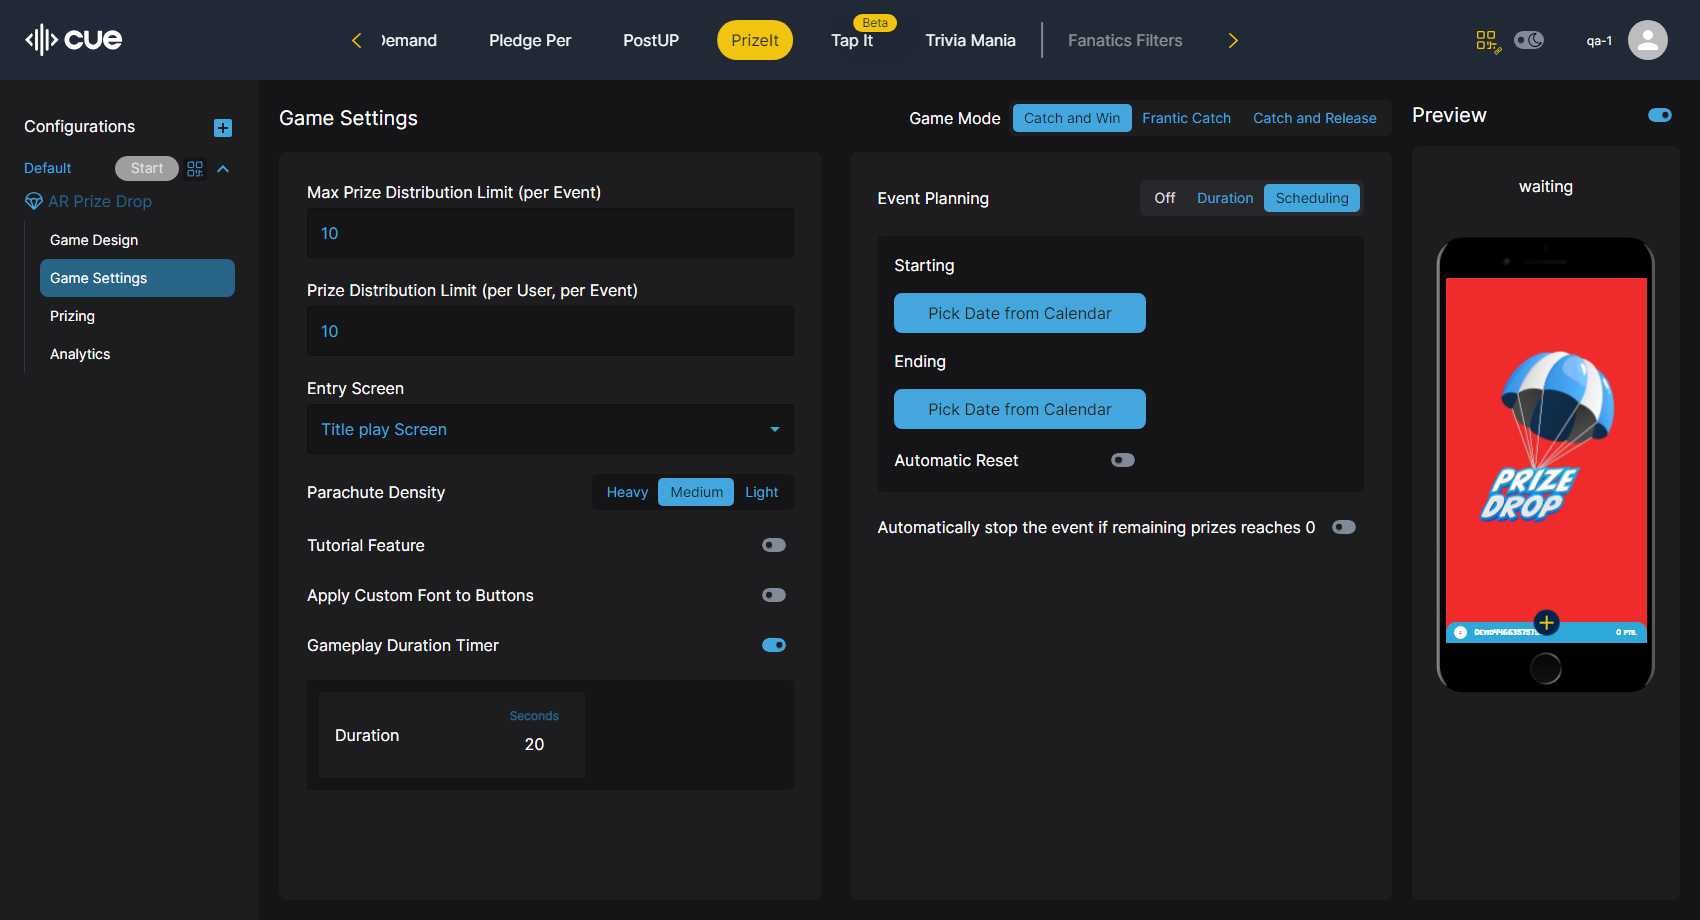 cue
Demand
Pledge Per
PostUP
PrizeIt
Beta
Tap It
Trivia Mania
Fanatics Filters
qa-1
Configurations
Default
Start
AR Prize Drop
Game Design
Game Settings
Prizing
Analytics
Game Settings
Game Mode
Catch and Win
Frantic Catch
Catch and Release
Max Prize Distribution Limit (per Event)
10
Prize Distribution Limit (per User, per Event)
10
Entry Screen
Title play Screen
Parachute Density
Heavy
Medium
Light
Tutorial Feature
Apply Custom Font to Buttons
Gameplay Duration Timer
Duration
Seconds
20
Event Planning
Off
Duration
Scheduling
Starting
Pick Date from Calendar
Ending
Pick Date from Calendar
Automatic Reset
Automatically stop the event if remaining prizes reaches 0
Preview
waiting
PRIZE
DROP
0 PTS.